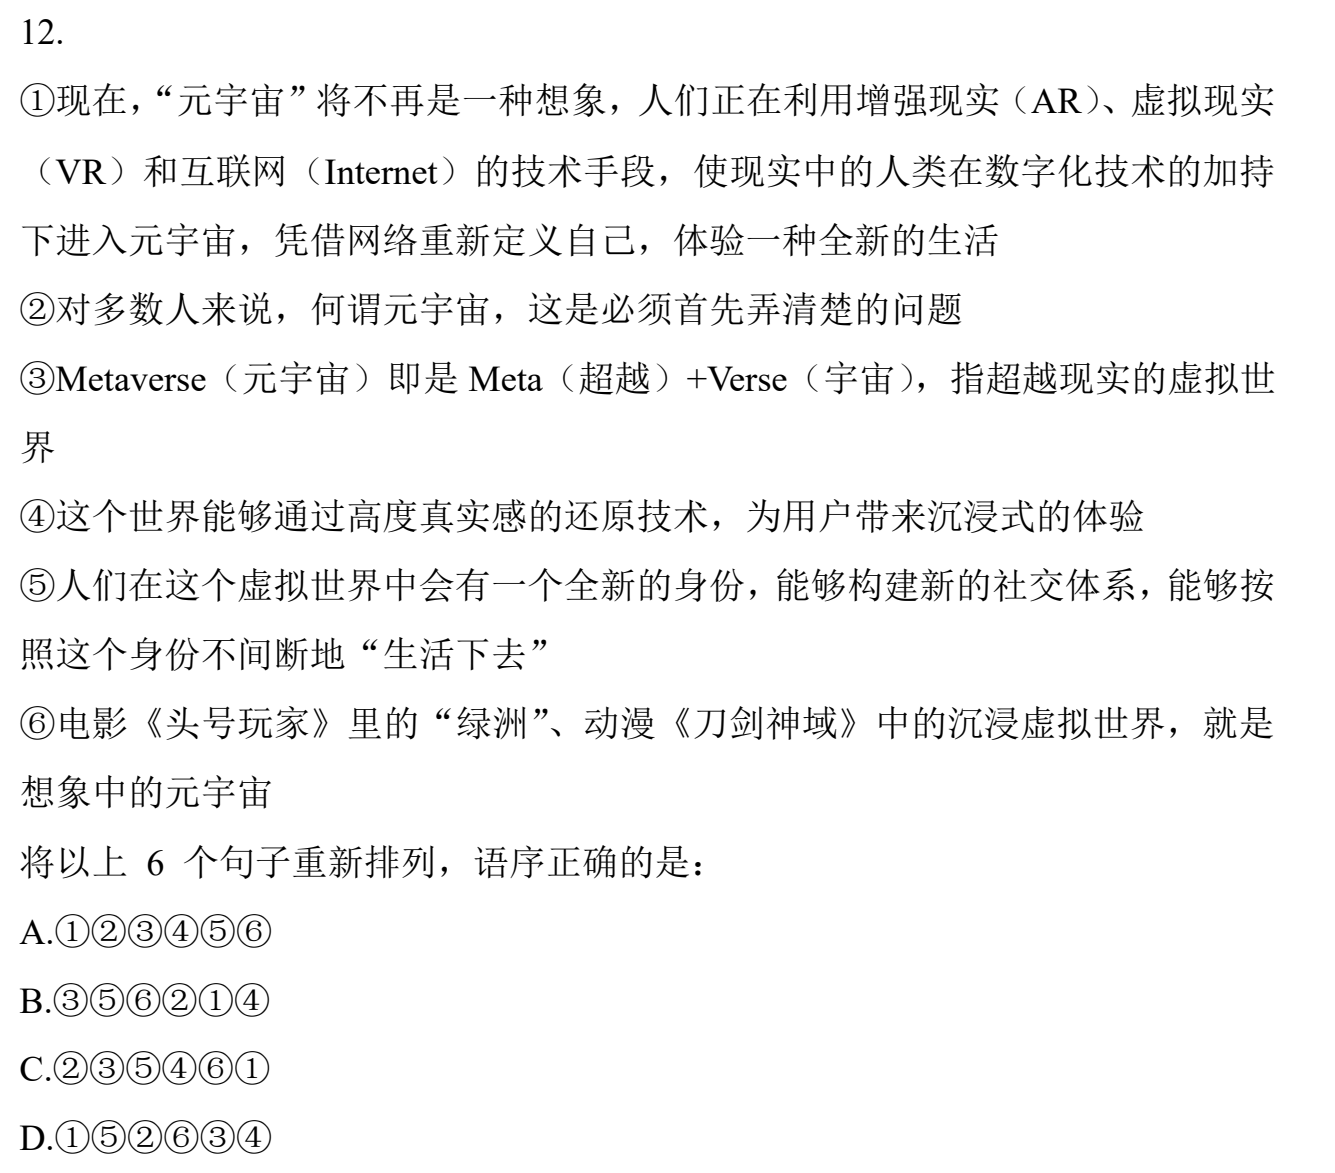 12.
①现在，“元宇宙”将不再是一种想象，人们正在利用增强现实（AR）、虚拟现实
（VR）和互联网（Internet）的技术手段，使现实中的人类在数字化技术的加持
下进入元宇宙，凭借网络重新定义自己，体验一种全新的生活
②对多数人来说，何谓元宇宙，这是必须首先弄清楚的问题
③Metaverse（元宇宙）即是 Meta（超越）+Verse（宇宙），指超越现实的虚拟世
界
④这个世界能够通过高度真实感的还原技术，为用户带来沉浸式的体验
⑤人们在这个虚拟世界中会有一个全新的身份，能够构建新的社交体系，能够按
照这个身份不间断地“生活下去”
⑥电影《头号玩家》里的“绿洲”、动漫《刀剑神域》中的沉浸虚拟世界，就是
想象中的元宇宙
将以上 6 个句子重新排列，语序正确的是：
A.①②③④⑤⑥
B.③⑤⑥②①④
C.②③⑤④⑥①
D.①⑤②⑥③④